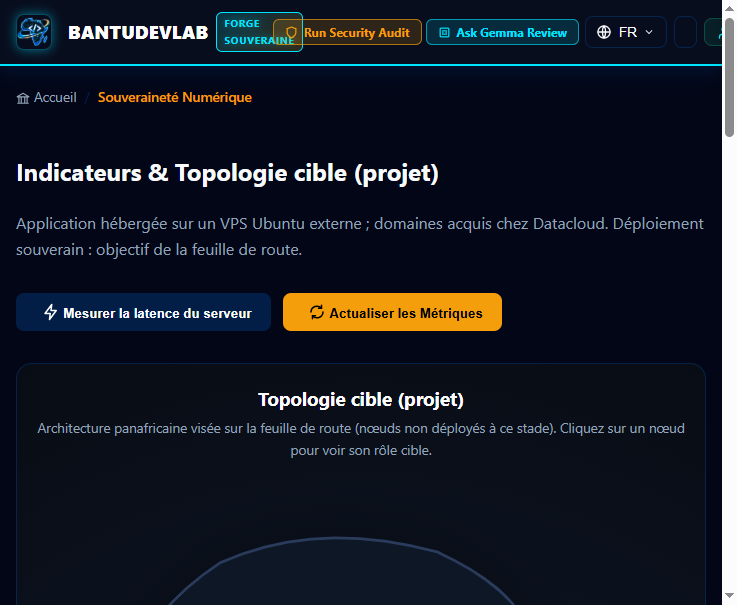 BANTUDEVLAB
FORGE
SOUVERAINE
Run Security Audit
Ask Gemma Review
FR
Accueil / Souveraineté Numérique
Indicateurs & Topologie cible (projet)
Application hébergée sur un VPS Ubuntu externe ; domaines acquis chez Datacloud. Déploiement
souverain : objectif de la feuille de route.
Mesurer la latence du serveur
Actualiser les Métriques
Topologie cible (projet)
Architecture panafricaine visée sur la feuille de route (nœuds non déployés à ce stade). Cliquez sur un nœud
pour voir son rôle cible.